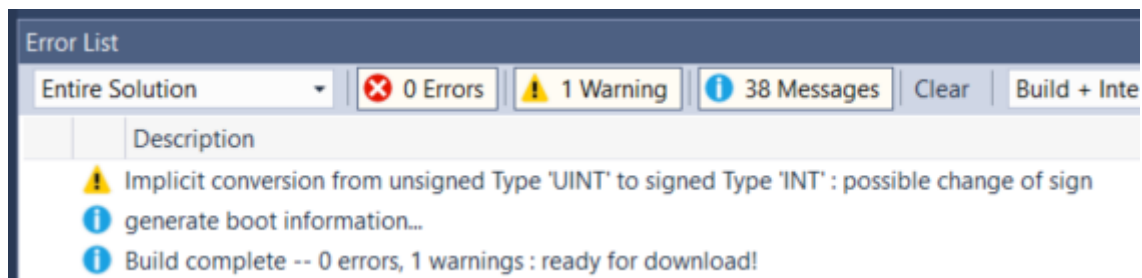 Error List
Entire Solution 0 Errors 1 Warning 38 Messages Clear Build + Inte
Description
Implicit conversion from unsigned Type 'UINT' to signed Type 'INT' : possible change of sign
generate boot information...
Build complete -- 0 errors, 1 warnings : ready for download!